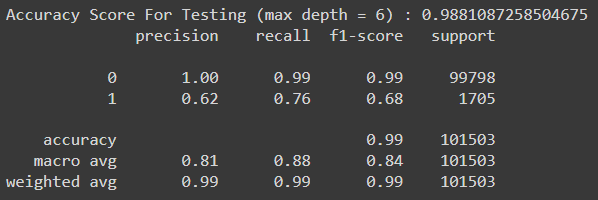 Accuracy Score For Testing (max depth = 6) : 0.9881087258504675
precision recall f1-score support
0 1.00 0.99 0.99 99798
1 0.62 0.76 0.68 1705
accuracy 0.99 101503
macro avg 0.81 0.88 0.84 101503
weighted avg 0.99 0.99 0.99 101503